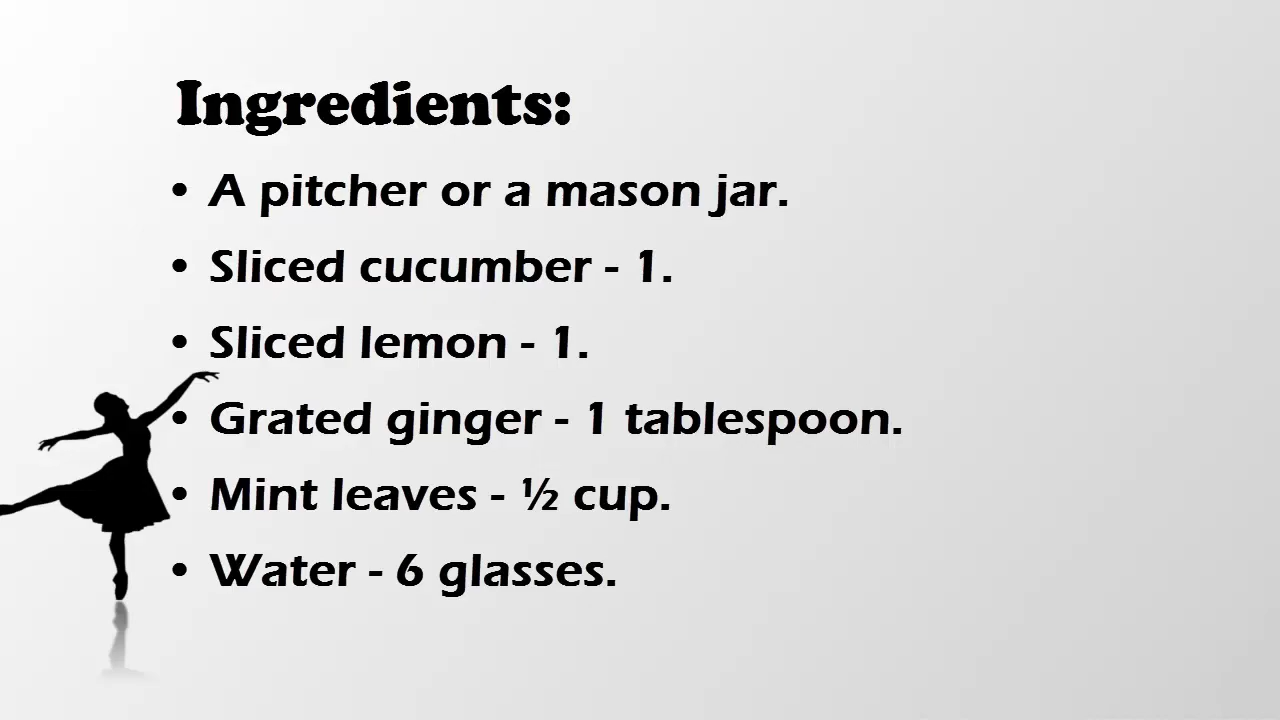 Ingredients:
• A pitcher or a mason jar.
• Sliced cucumber - 1.
• Sliced lemon - 1.
• Grated ginger - 1 tablespoon.
• Mint leaves - ½ cup.
• Water - 6 glasses.